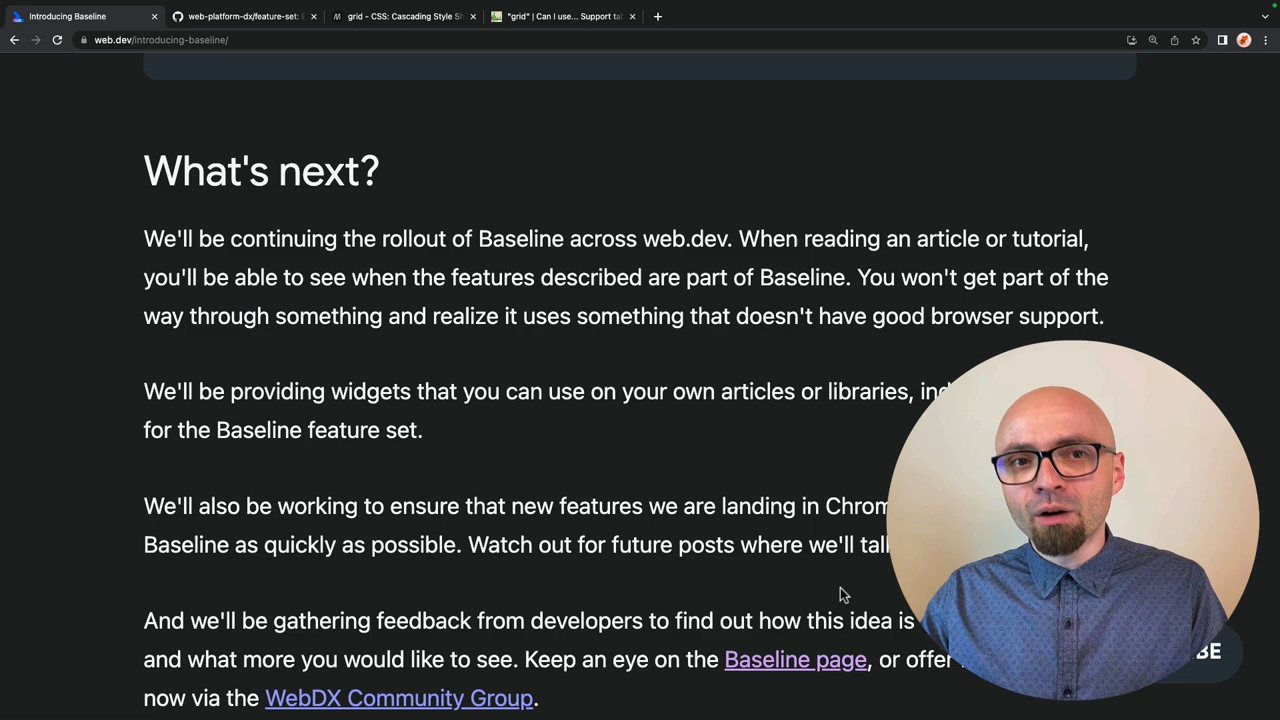 Introducing Baseline
web-platform-dx/feature-set:
grid - CSS: Cascading Style
"grid" | Can I use... Support
web.dev/introducing-baseline/
What's next?
We'll be continuing the rollout of Baseline across web.dev. When reading an article or tutorial,
you'll be able to see when the features described are part of Baseline. You won't get part of the
way through something and realize it uses something that doesn't have good browser support.
We'll be providing widgets that you can use on your own articles or libraries,
for the Baseline feature set.
We'll also be working to ensure that new features we are landing in
Baseline as quickly as possible. Watch out for future posts where we'll
And we'll be gathering feedback from developers to find out how this idea is
and what more you would like to see. Keep an eye on the Baseline page, or offer
now via the WebDX Community Group.